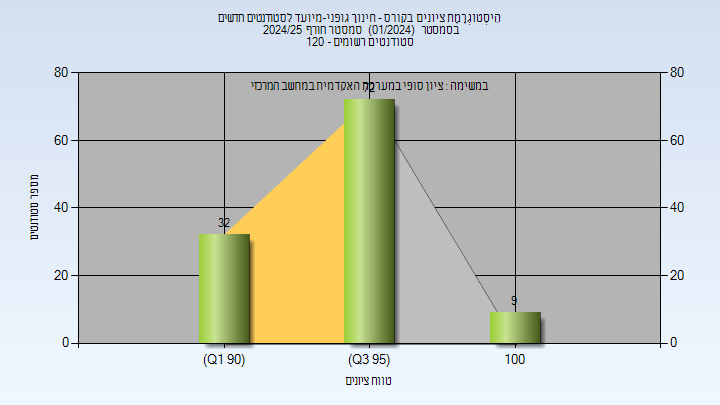 הִיסְטוֹגְרָמַת ציונים בקורס - חינוך גופני-מיועד לסטודנטים חדשים
בסמסטר (01/2024) סמסטר חורף 2024/25
סטודנטים רשומים - 120
במשימה : ציון סופי במערכת האקדמית במחשב המרכזי
מספר סטודנטים
80
60
40
20
0
80
60
40
20
0
32
72
9
(Q1 90)
(Q3 95)
100
טווח ציונים